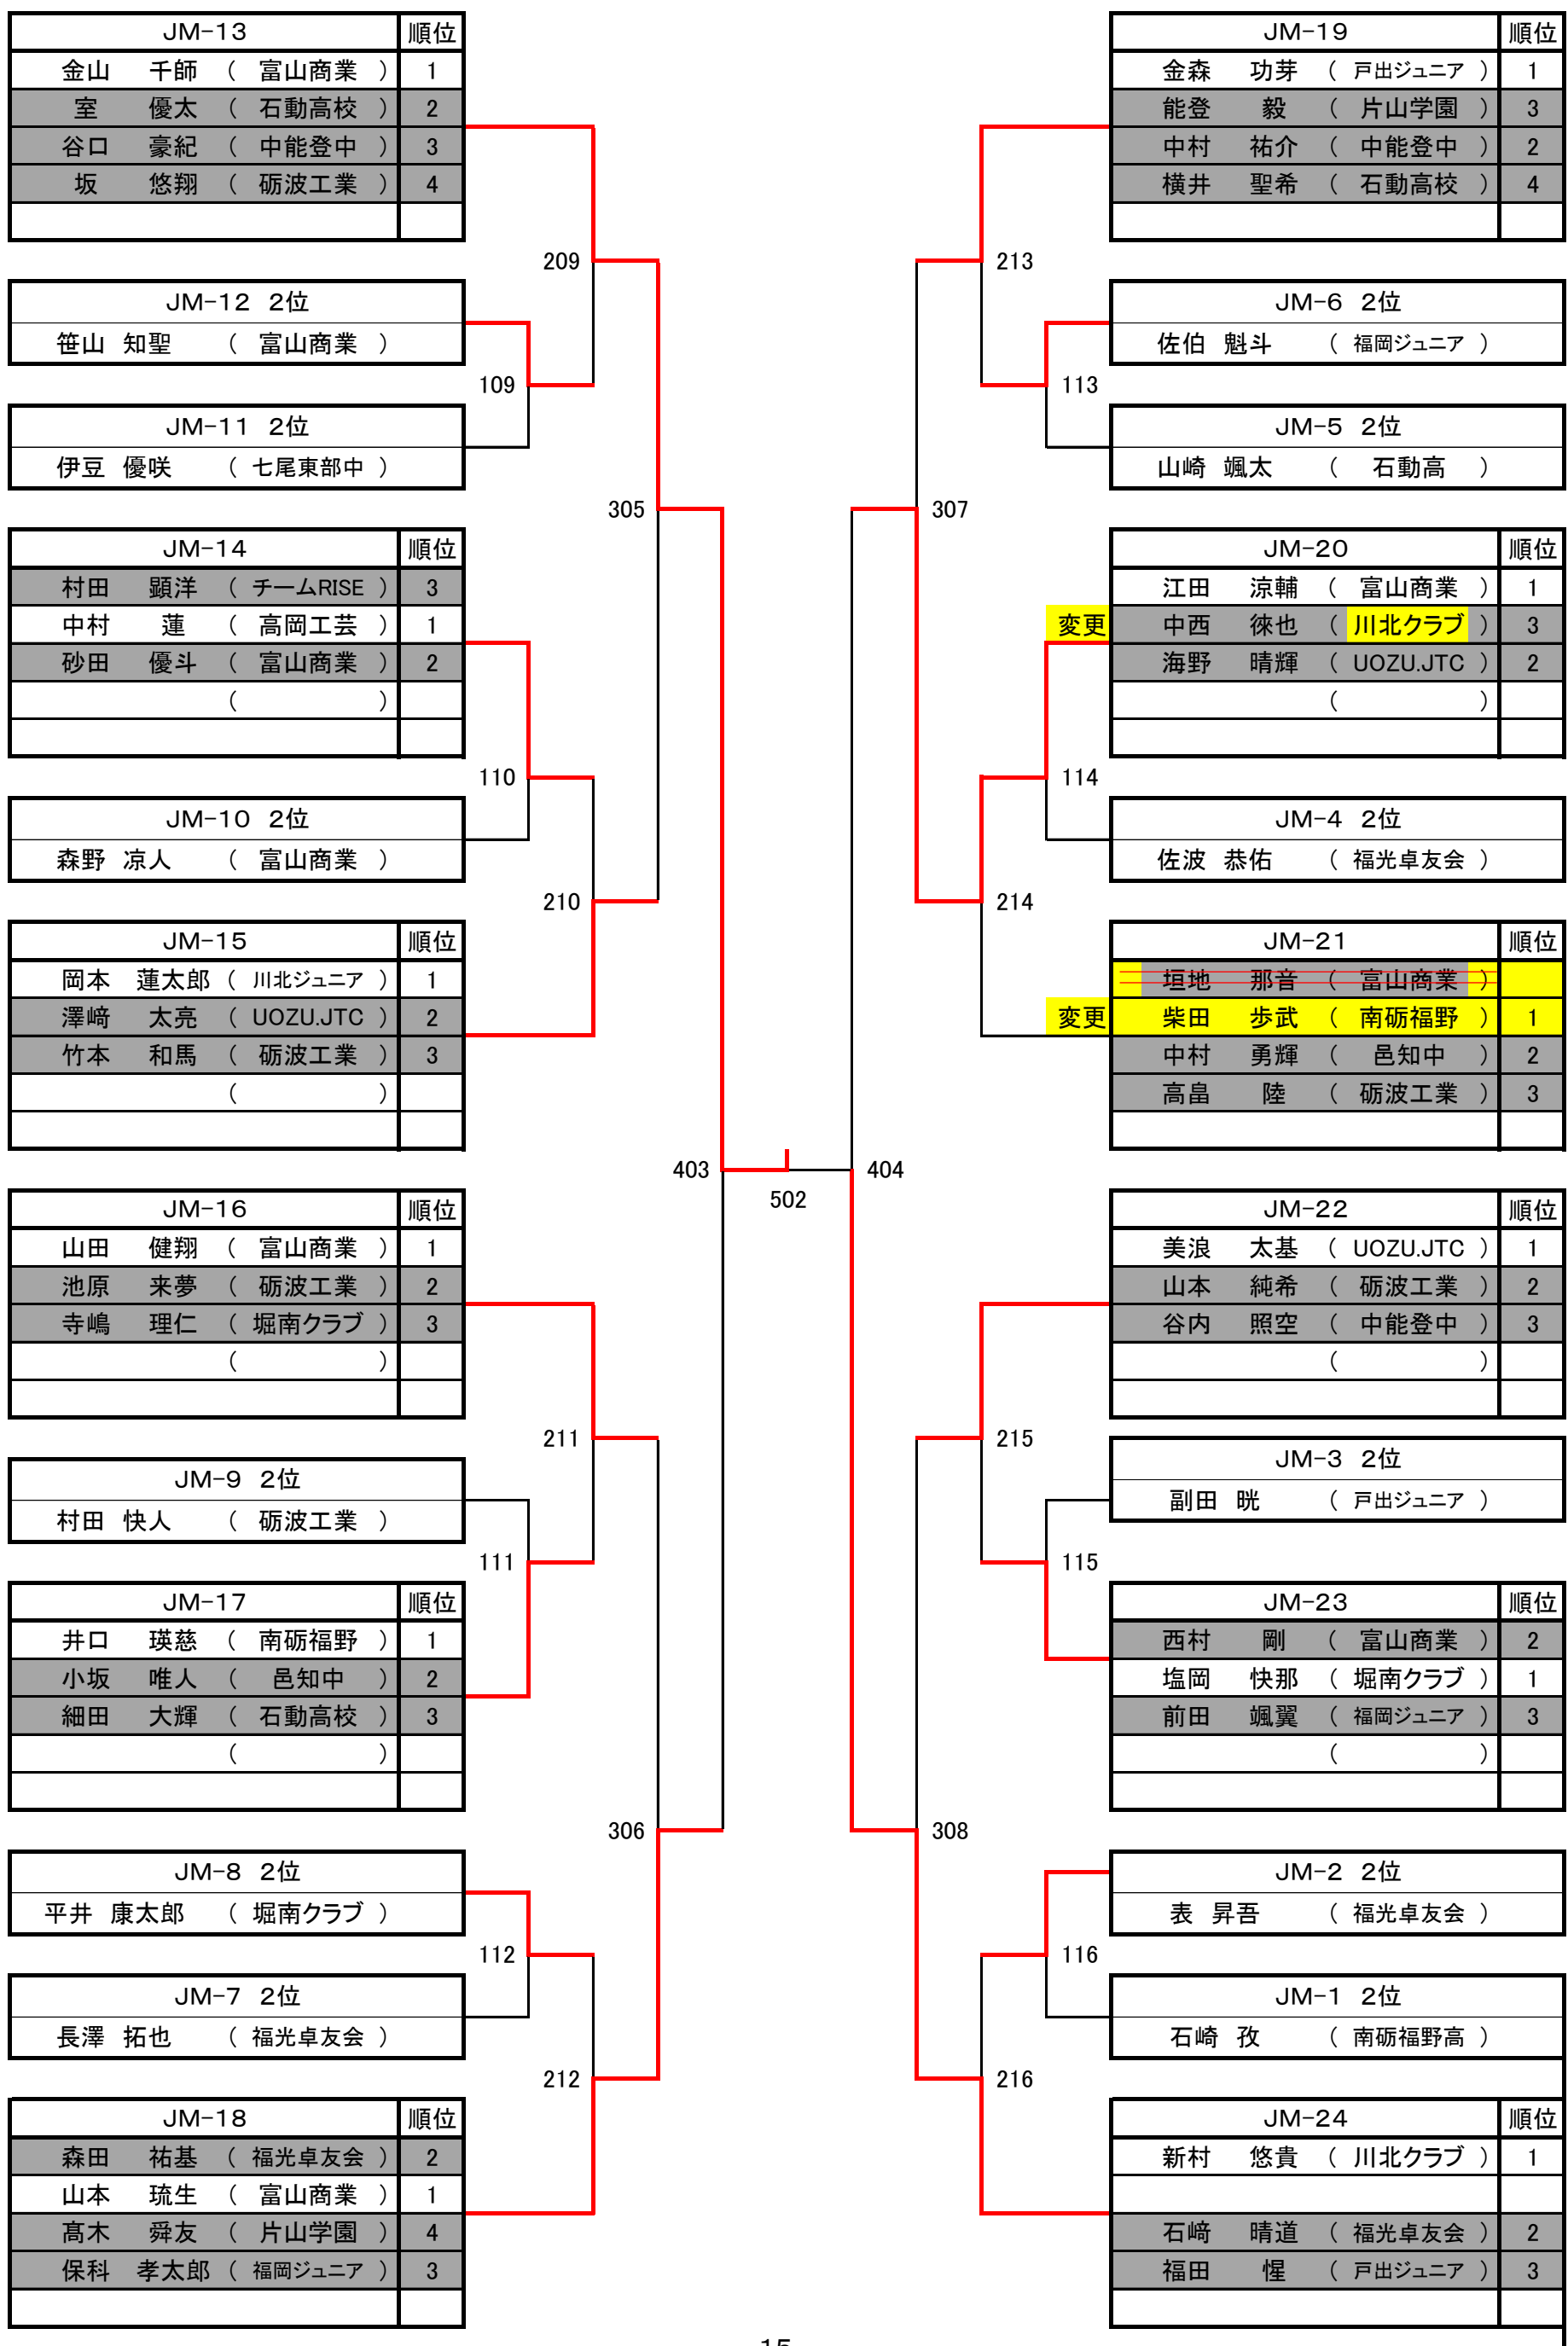 JM-13 順位
金山 千師 （ 富山商業 ） 1
室 優太 （ 石動高校 ） 2
谷口 豪紀 （ 中能登中 ） 3
坂 悠翔 （ 砺波工業 ） 4
209
JM-12 2位
笹山 知聖 （ 富山商業 ）
109
JM-11 2位
伊豆 優咲 （ 七尾東部中 ）
305
JM-14 順位
村田 顕洋 （ チームRISE ） 3
中村 蓮 （ 高岡工芸 ） 1
砂田 優斗 （ 富山商業 ） 2
（ ）
110
JM-10 2位
森野 凉人 （ 富山商業 ）
210
JM-15 順位
岡本 蓮太郎 （ 川北ジュニア ） 1
澤﨑 太亮 （ UOZU.JTC ） 2
竹本 和馬 （ 砺波工業 ） 3
（ ）
403
502
JM-16 順位
山田 健翔 （ 富山商業 ） 1
池原 来夢 （ 砺波工業 ） 2
寺嶋 理仁 （ 堀南クラブ ） 3
（ ）
211
JM-9 2位
村田 快人 （ 砺波工業 ）
111
JM-17 順位
井口 瑛慈 （ 南砺福野 ） 1
小坂 唯人 （ 邑知中 ） 2
細田 大輝 （ 石動高校 ） 3
（ ）
306
JM-8 2位
平井 康太郎 （ 堀南クラブ ）
112
JM-7 2位
長澤 拓也 （ 福光卓友会 ）
212
JM-18 順位
森田 祐基 （ 福光卓友会 ） 2
山本 琉生 （ 富山商業 ） 1
髙木 舜友 （ 片山学園 ） 4
保科 孝太郎 （ 福岡ジュニア ） 3
JM-19 順位
金森 功芽 （ 戸出ジュニア ） 1
能登 毅 （ 片山学園 ） 3
中村 祐介 （ 中能登中 ） 2
横井 聖希 （ 石動高校 ） 4
213
JM-6 2位
佐伯 魁斗 （ 福岡ジュニア ）
113
JM-5 2位
山崎 颯太 （ 石動高 ）
307
JM-20 順位
江田 涼輔 （ 富山商業 ） 1
変更 中西 徠也 （ 川北クラブ ） 3
海野 晴輝 （ UOZU.JTC ） 2
（ ）
114
JM-4 2位
佐波 恭佑 （ 福光卓友会 ）
214
JM-21 順位
垣地 那音 （ 富山商業 ）
変更 柴田 歩武 （ 南砺福野 ） 1
中村 勇輝 （ 邑知中 ） 2
高畠 陸 （ 砺波工業 ） 3
404
JM-22 順位
美浪 太基 （ UOZU.JTC ） 1
山本 純希 （ 砺波工業 ） 2
谷内 照空 （ 中能登中 ） 3
（ ）
215
JM-3 2位
副田 晄 （ 戸出ジュニア ）
115
JM-23 順位
西村 剛 （ 富山商業 ） 2
塩岡 快那 （ 堀南クラブ ） 1
前田 颯翼 （ 福岡ジュニア ） 3
（ ）
308
JM-2 2位
表 昇吾 （ 福光卓友会 ）
116
JM-1 2位
石崎 孜 （ 南砺福野高 ）
216
JM-24 順位
新村 悠貴 （ 川北クラブ ） 1
石﨑 晴道 （ 福光卓友会 ） 2
福田 惺 （ 戸出ジュニア ） 3
15